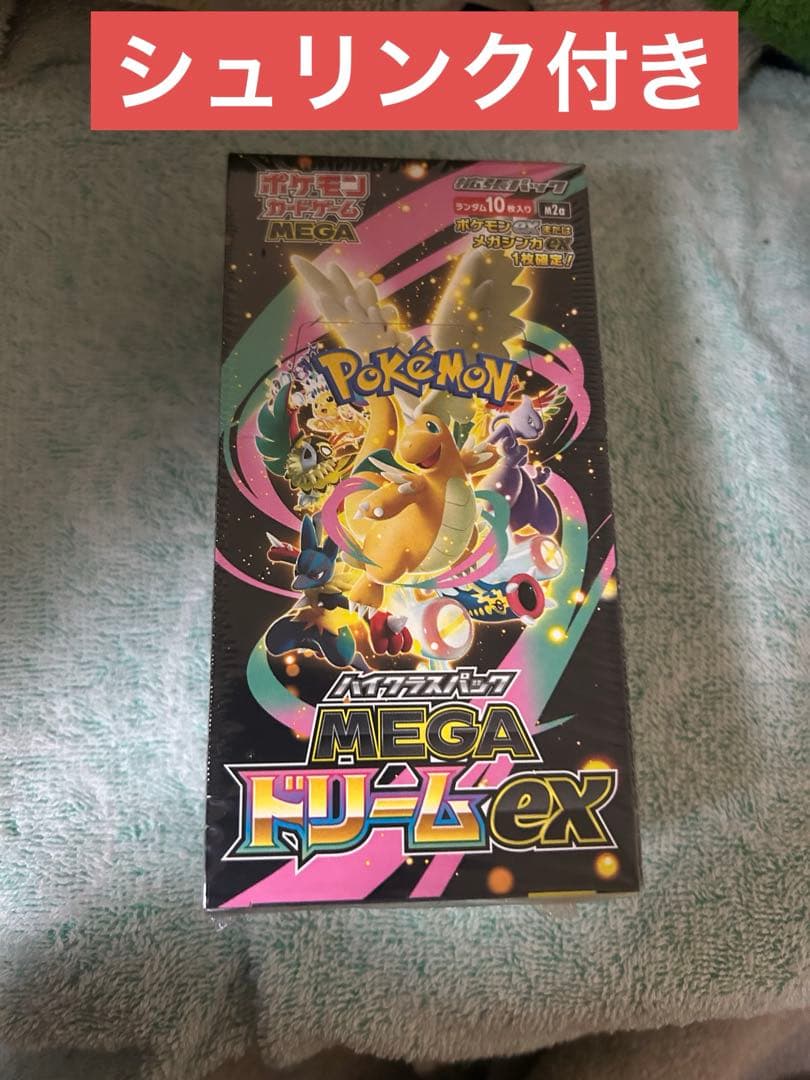 シュリンク付き
ポケモン
カードゲーム
MEGA
拡張パック
ランダム10枚入り M2a
ポケモンexまたは
メガシンカex
1枚確定!
POKÉMON
ハイクラスパック
MEGA
ドリームex